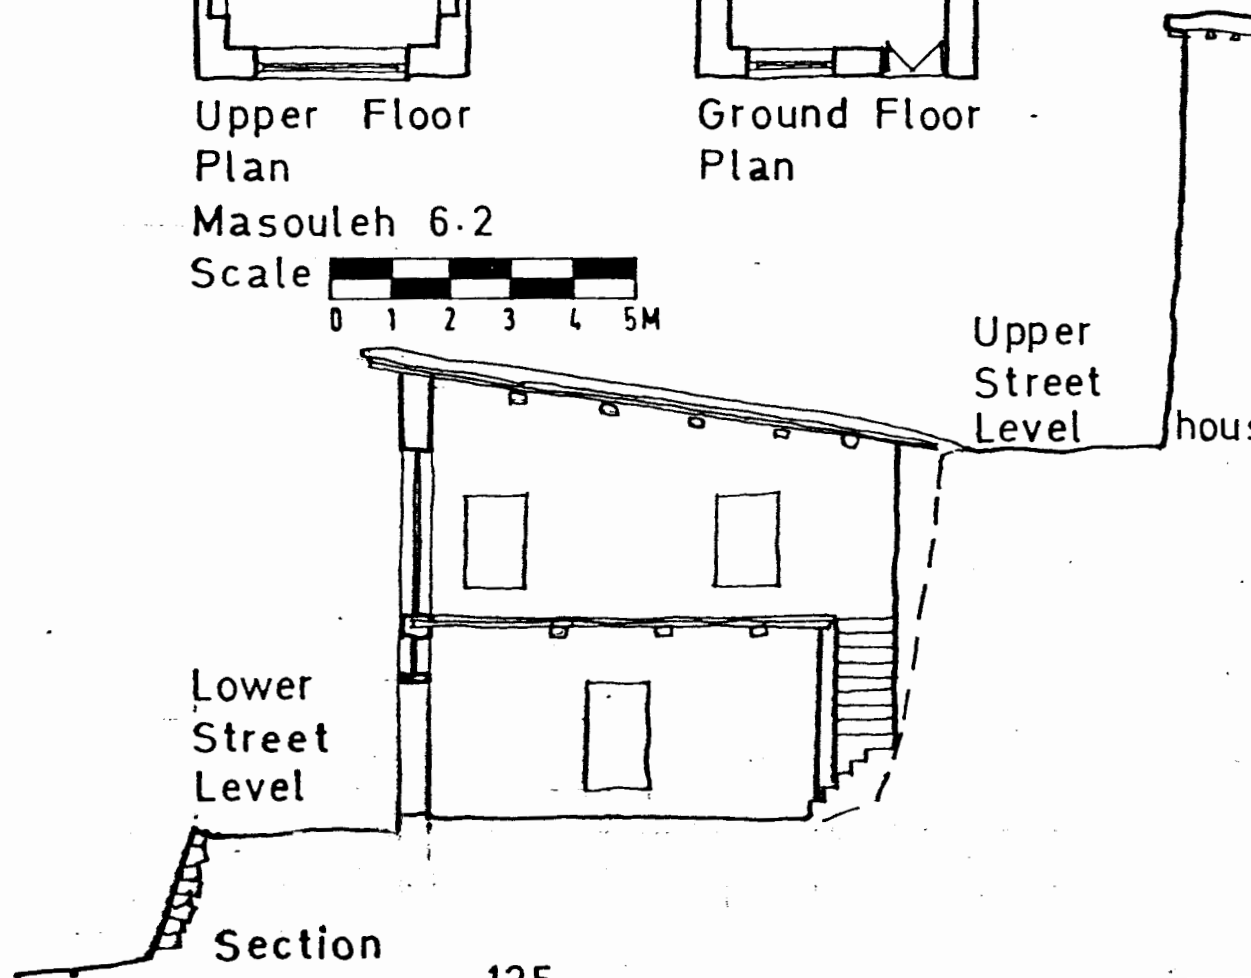 Upper Floor
Plan
Ground Floor
Plan
Masouleh 6.2
Scale
0 1 2 3 4 5M
Upper
Street
Level
Lower
Street
Level
Section